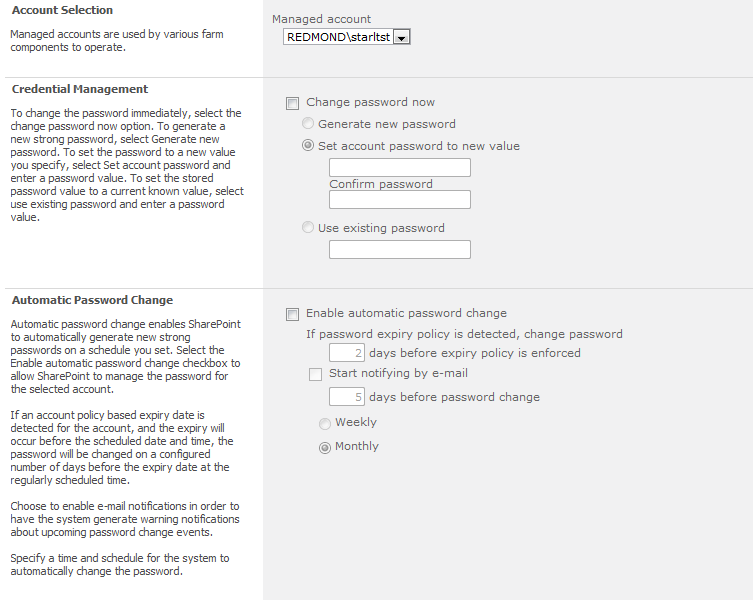 Account Selection
Managed accounts are used by various farm
components to operate.
Managed account
REDMOND\starltst
Credential Management
To change the password immediately, select the
change password now option. To generate a
new strong password, select Generate new
password. To set the password to a new value
you specify, select Set account password and
enter a password value. To set the stored
password value to a current known value, select
use existing password and enter a password
value.
Change password now
Generate new password
Set account password to new value
Confirm password
Use existing password
Automatic Password Change
Automatic password change enables SharePoint
to automatically generate new strong
passwords on a schedule you set. Select the
Enable automatic password change checkbox to
allow SharePoint to manage the password for
the selected account.
If an account policy based expiry date is
detected for the account, and the expiry will
occur before the scheduled date and time, the
password will be changed on a configured
number of days before the expiry date at the
regularly scheduled time.
Choose to enable e-mail notifications in order to
have the system generate warning notifications
about upcoming password change events.
Specify a time and schedule for the system to
automatically change the password.
Enable automatic password change
If password expiry policy is detected, change password
2 days before expiry policy is enforced
Start notifying by e-mail
5 days before password change
Weekly
Monthly